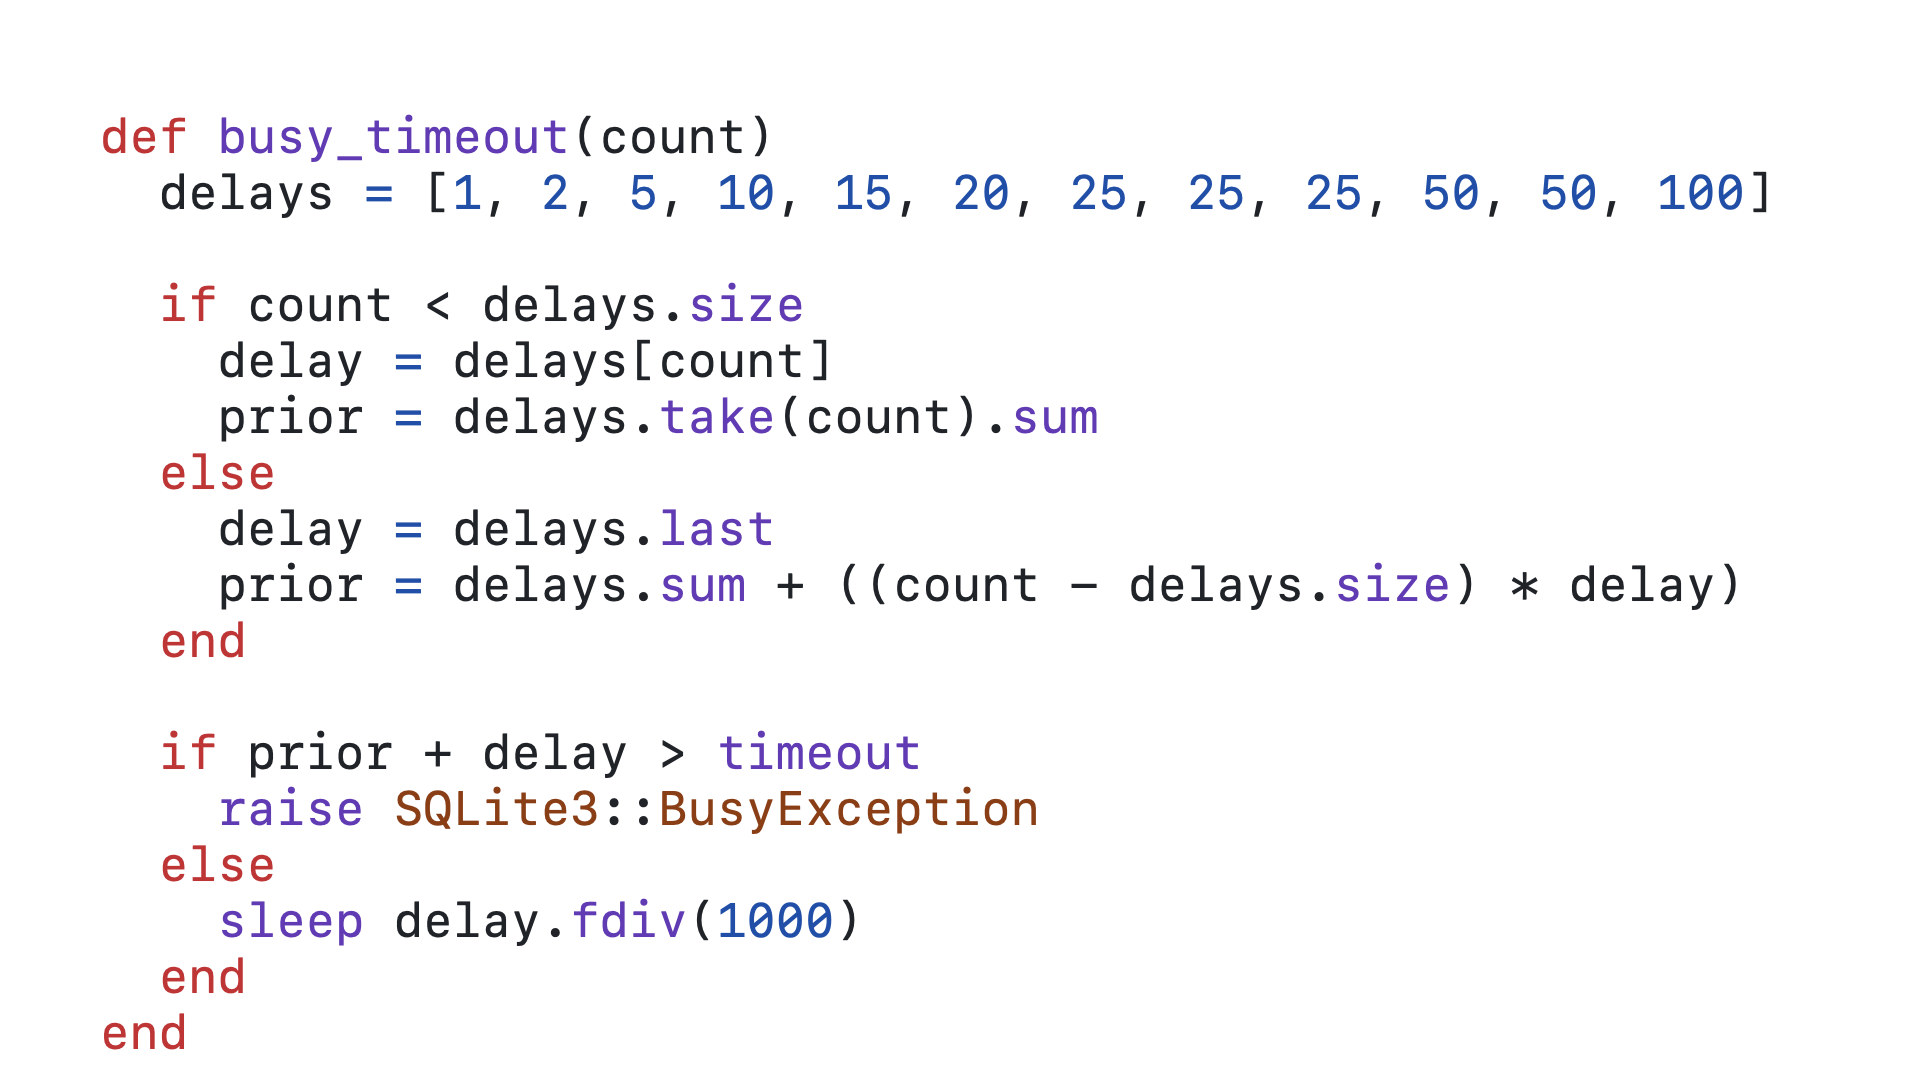 def busy_timeout(count)
  delays = [1, 2, 5, 10, 15, 20, 25, 25, 25, 50, 50, 100]

  if count < delays.size
    delay = delays[count]
    prior = delays.take(count).sum
  else
    delay = delays.last
    prior = delays.sum + ((count - delays.size) * delay)
  end

  if prior + delay > timeout
    raise SQLite3::BusyException
  else
    sleep delay.fdiv(1000)
  end
end